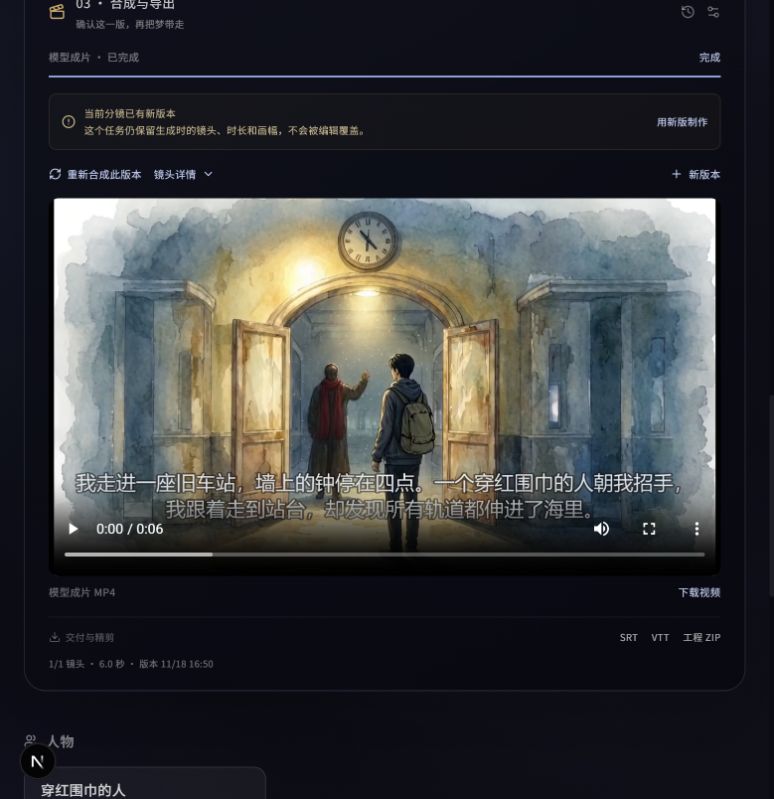 03 · 合成与导出
确认这一版，再把梦带走
模型成片 · 已完成
完成
当前分镜已有新版本
这个任务仍保留生成时的镜头、时长和画幅，不会被编辑覆盖。
用新版制作
重新合成此版本 镜头详情
新版本
我走进一座旧车站，墙上的钟停在四点。一个穿红围巾的人朝我招手，
我跟着走到站台，却发现所有轨道都伸进了海里。
0:00 / 0:06
模型成片 MP4
下载视频
交付与精剪
SRT VTT 工程 ZIP
1/1 镜头 · 6.0 秒 · 版本 11/18 16:50
人物
N
穿红围巾的人